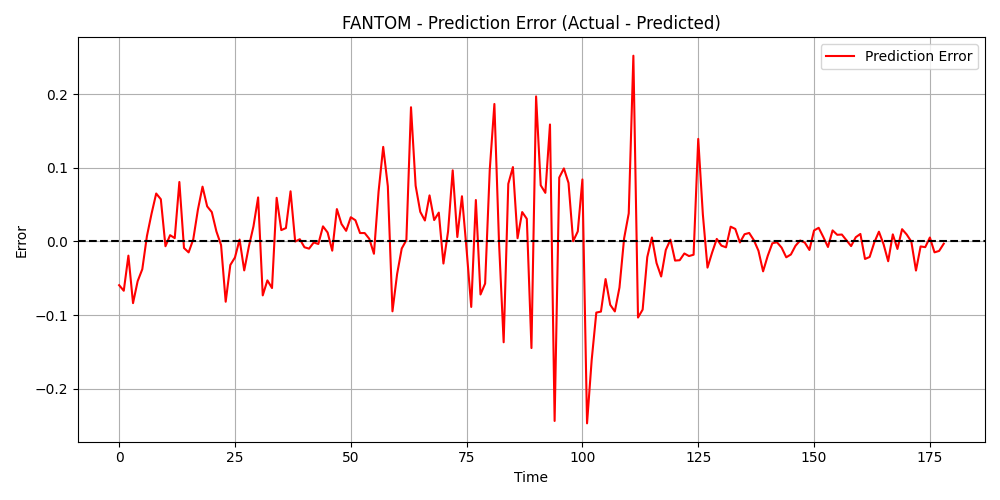 FANTOM - Prediction Error (Actual - Predicted)
Prediction Error
Error
0.2
0.1
0.0
−0.1
−0.2
0 25 50 75 100 125 150 175
Time